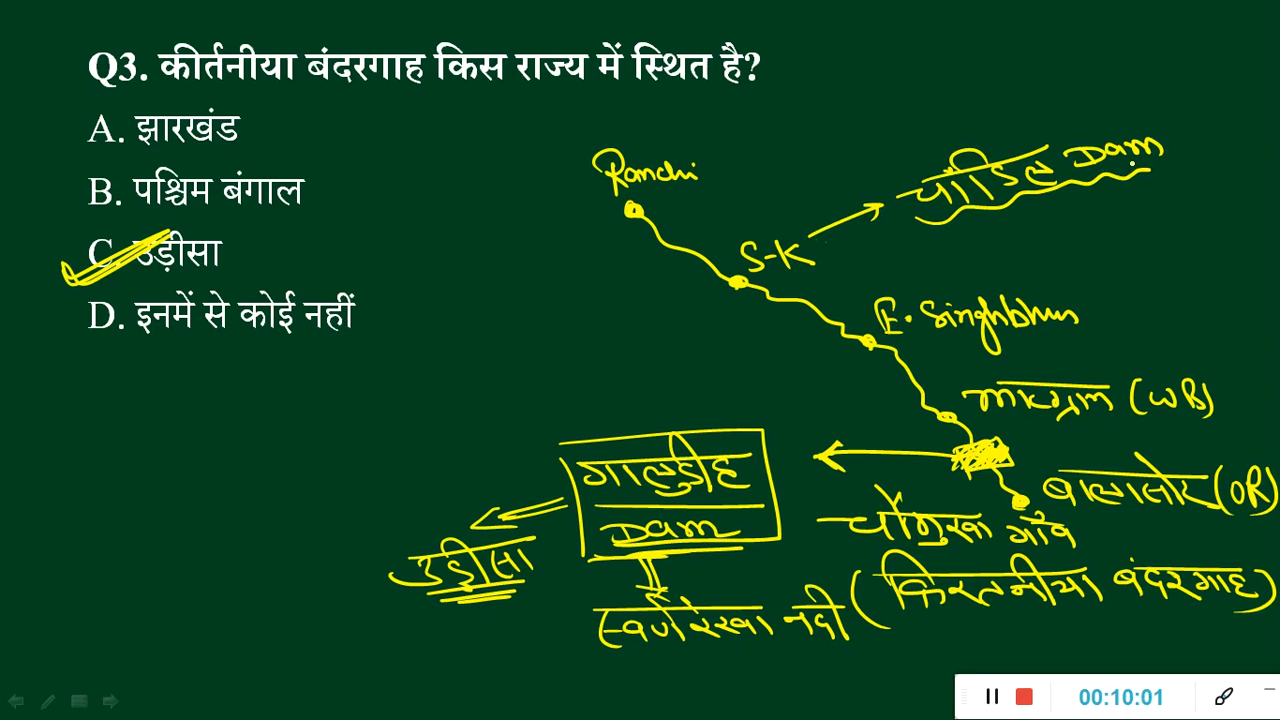 Q3. कीर्तनीया बंदरगाह किस राज्य में स्थित है?
A. झारखंड
B. पश्चिम बंगाल
C. उड़ीसा
D. इनमें से कोई नहीं
Ranchi
S-K
चांडिल Dam
E. Singhbhum
(WB)
बालासोर (OR)
गालुडीह
Dam
उड़ीसा
स्वर्णरेखा नदी
चौमुखा गाँव
(किरतनीया बंदरगाह)
00:10:01